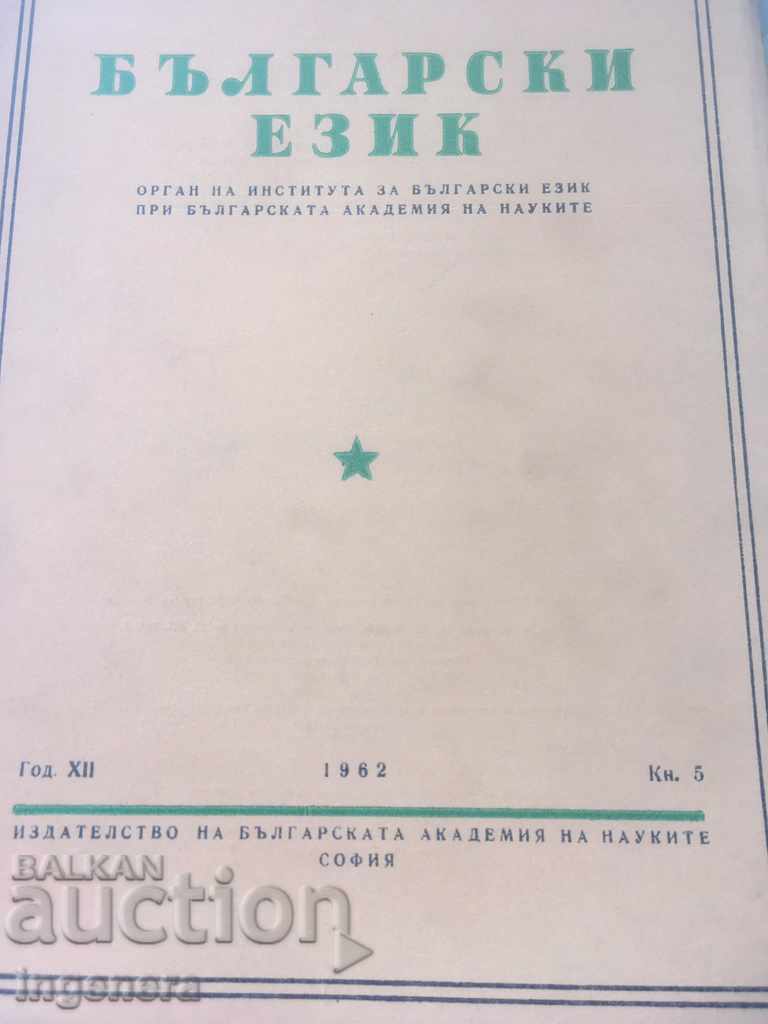 БЪЛГАРСКИ
ЕЗИК
ОРГАН НА ИНСТИТУТА ЗА БЪЛГАРСКИ ЕЗИК
ПРИ БЪЛГАРСКАТА АКАДЕМИЯ НА НАУКИТЕ
Год. XII 1962 Кн. 5
ИЗДАТЕЛСТВО НА БЪЛГАРСКАТА АКАДЕМИЯ НА НАУКИТЕ
СОФИЯ
BALKAN
auction
ingenera